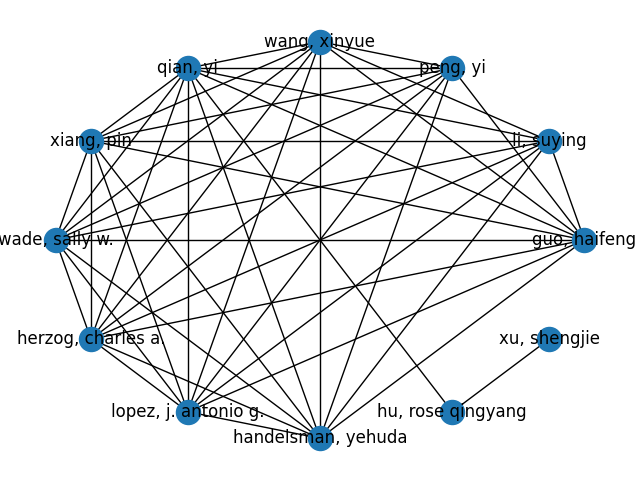 wang, xinyue
qian, yi
peng, yi
xiang, pin
li, suying
wade, sally w.
guo, haifeng
herzog, charles a.
xu, shengjie
lopez, j. antonio g.
hu, rose qingyang
handelsman, yehuda